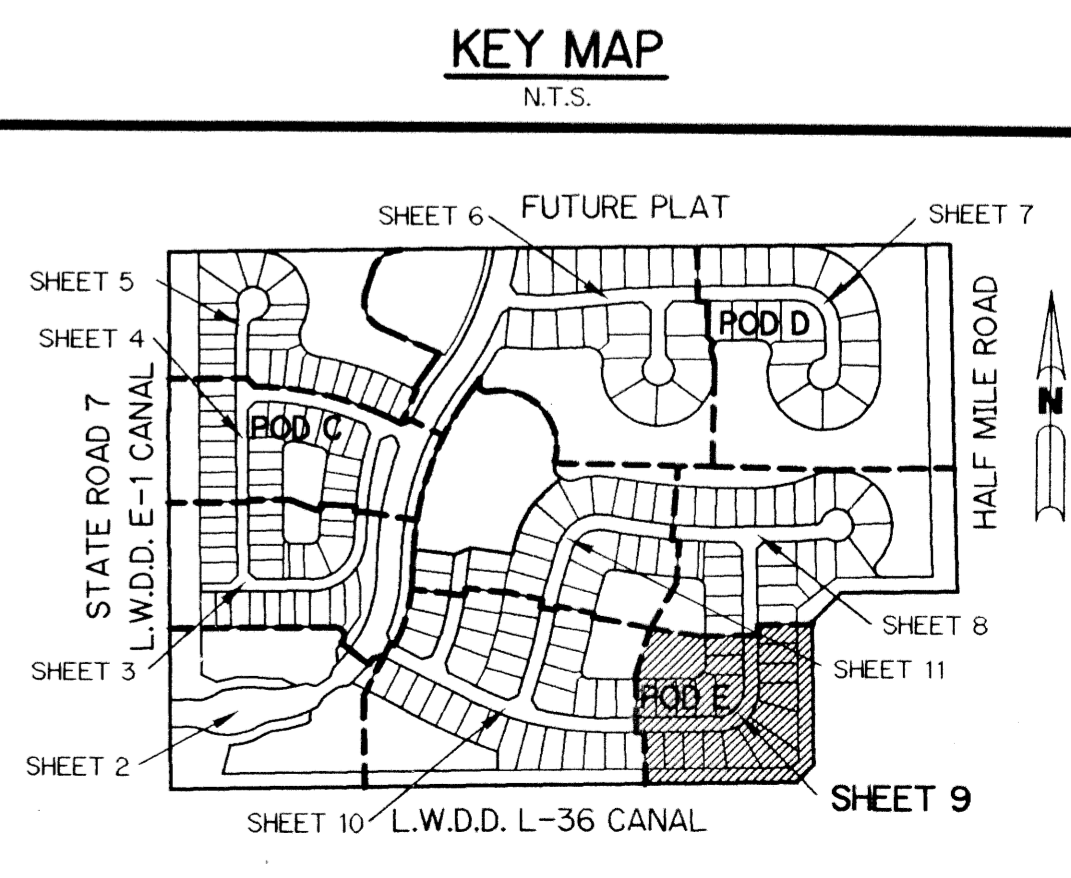 KEY MAP
N.T.S.
FUTURE PLAT
SHEET 6
SHEET 7
SHEET 5
SHEET 4
POD D
HALF MILE ROAD
N
STATE ROAD 7
L.W.D.D. E-1 CANAL
POD C
SHEET 8
SHEET 3
SHEET 11
POD E
SHEET 2
SHEET 9
SHEET 10
L.W.D.D. L-36 CANAL